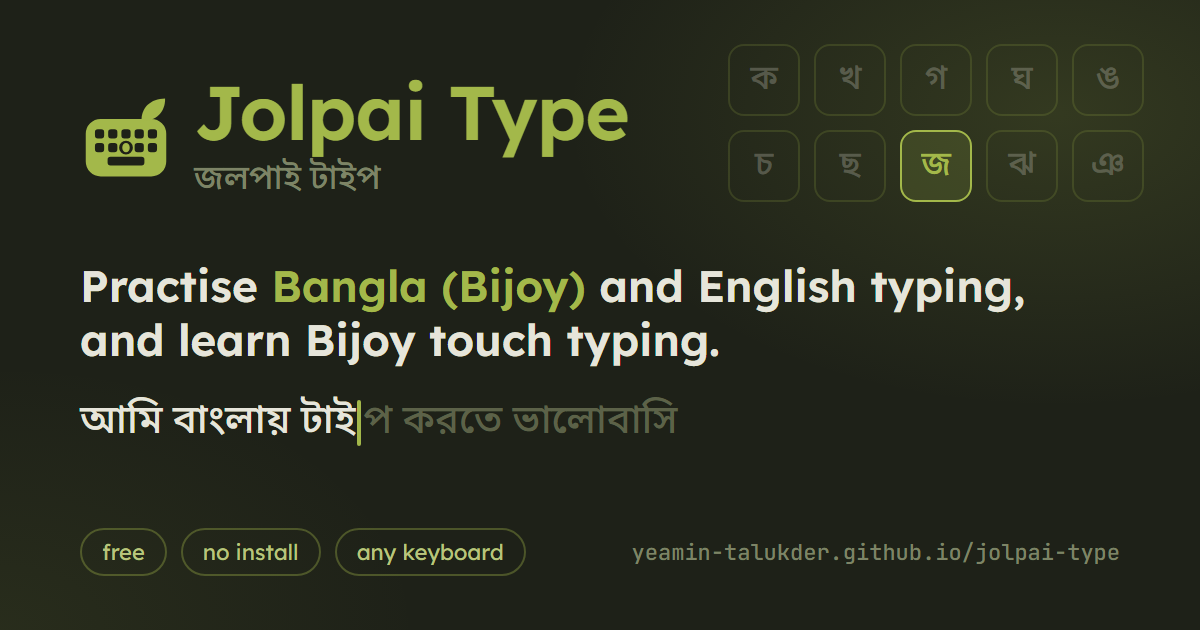 Jolpai Type
জলপাই টাইপ
ক খ গ ঘ ঙ
চ ছ জ ঝ ঞ
Practise Bangla (Bijoy) and English typing,
and learn Bijoy touch typing.
আমি বাংলায় টাইপ করতে ভালোবাসি
free no install any keyboard
yeamin-talukder.github.io/jolpai-type